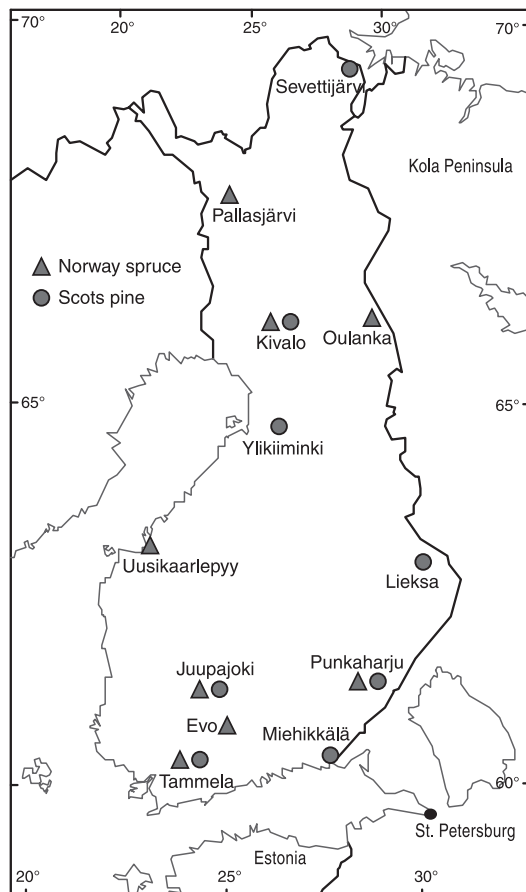 70° 20° 25° 30° 70°
Sevettijärvi
Kola Peninsula
Pallasjärvi
Norway spruce
Scots pine
Kivalo
Oulanka
65° 65°
Ylikiiminki
Uusikaarlepyy
Lieksa
Juupajoki
Punkaharju
Evo
Miehikkälä
Tammela
60°
St. Petersburg
Estonia
20° 25° 30°